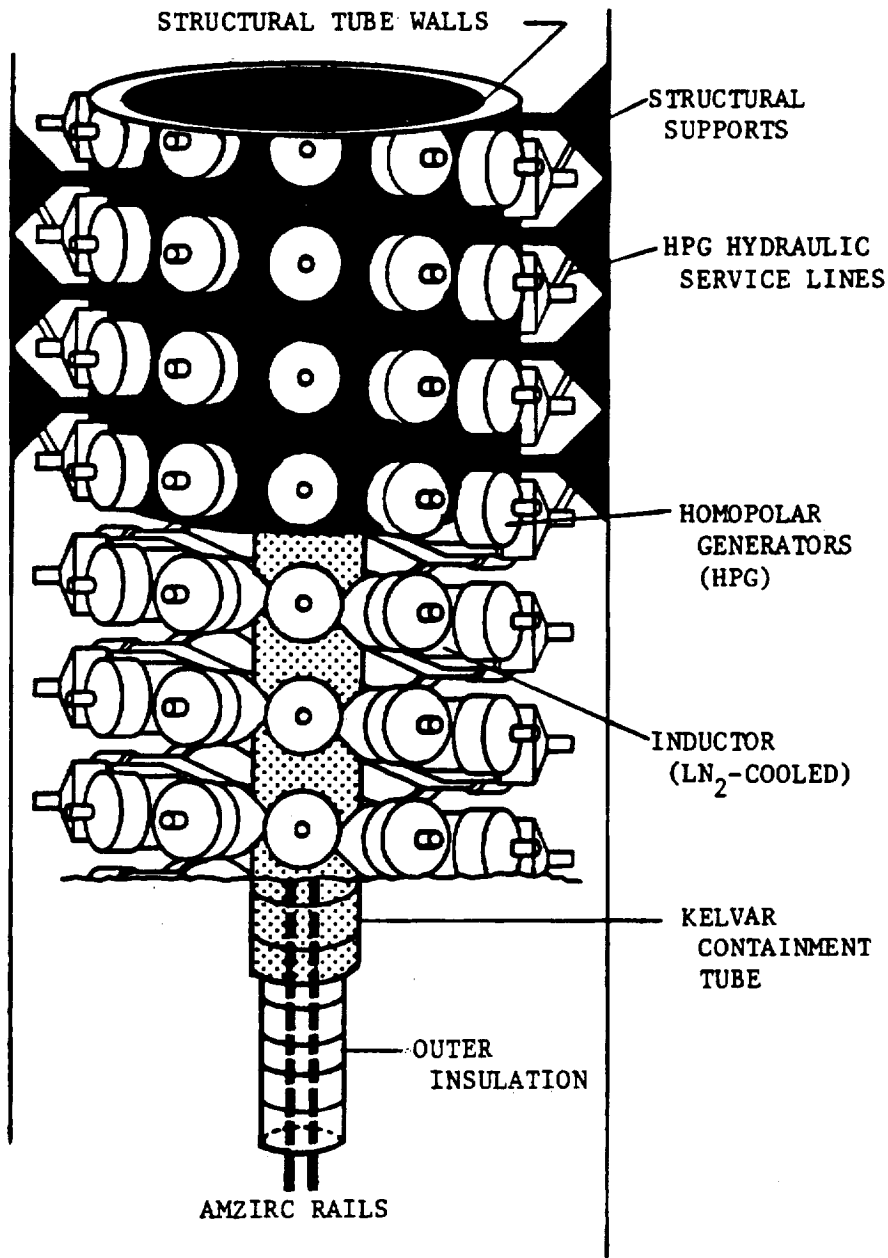 STRUCTURAL TUBE WALLS
STRUCTURAL
SUPPORTS
HPG HYDRAULIC
SERVICE LINES
HOMOPOLAR
GENERATORS
(HPG)
INDUCTOR
(LN2-COOLED)
KELVAR
CONTAINMENT
TUBE
OUTER
INSULATION
AMZIRC RAILS